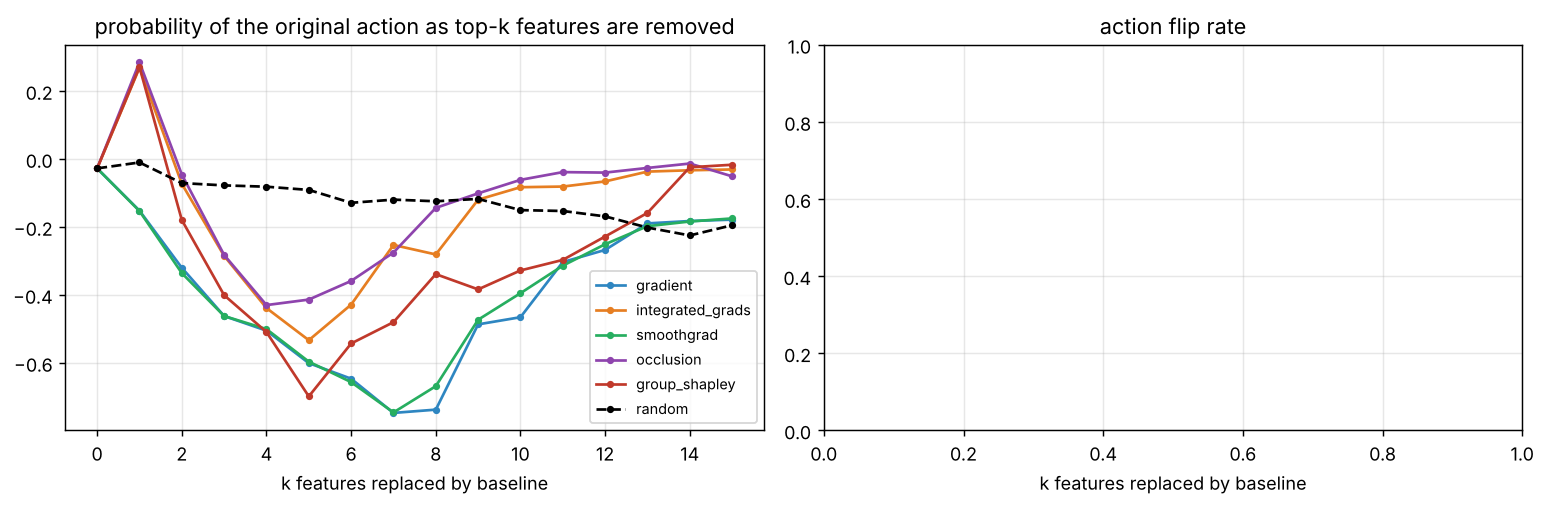 probability of the original action as top-k features are removed
0.2
0.0
−0.2
−0.4
−0.6
0 2 4 6 8 10 12 14
k features replaced by baseline
gradient
integrated_grads
smoothgrad
occlusion
group_shapley
random
action flip rate
1.0
0.8
0.6
0.4
0.2
0.0
0.0 0.2 0.4 0.6 0.8 1.0
k features replaced by baseline